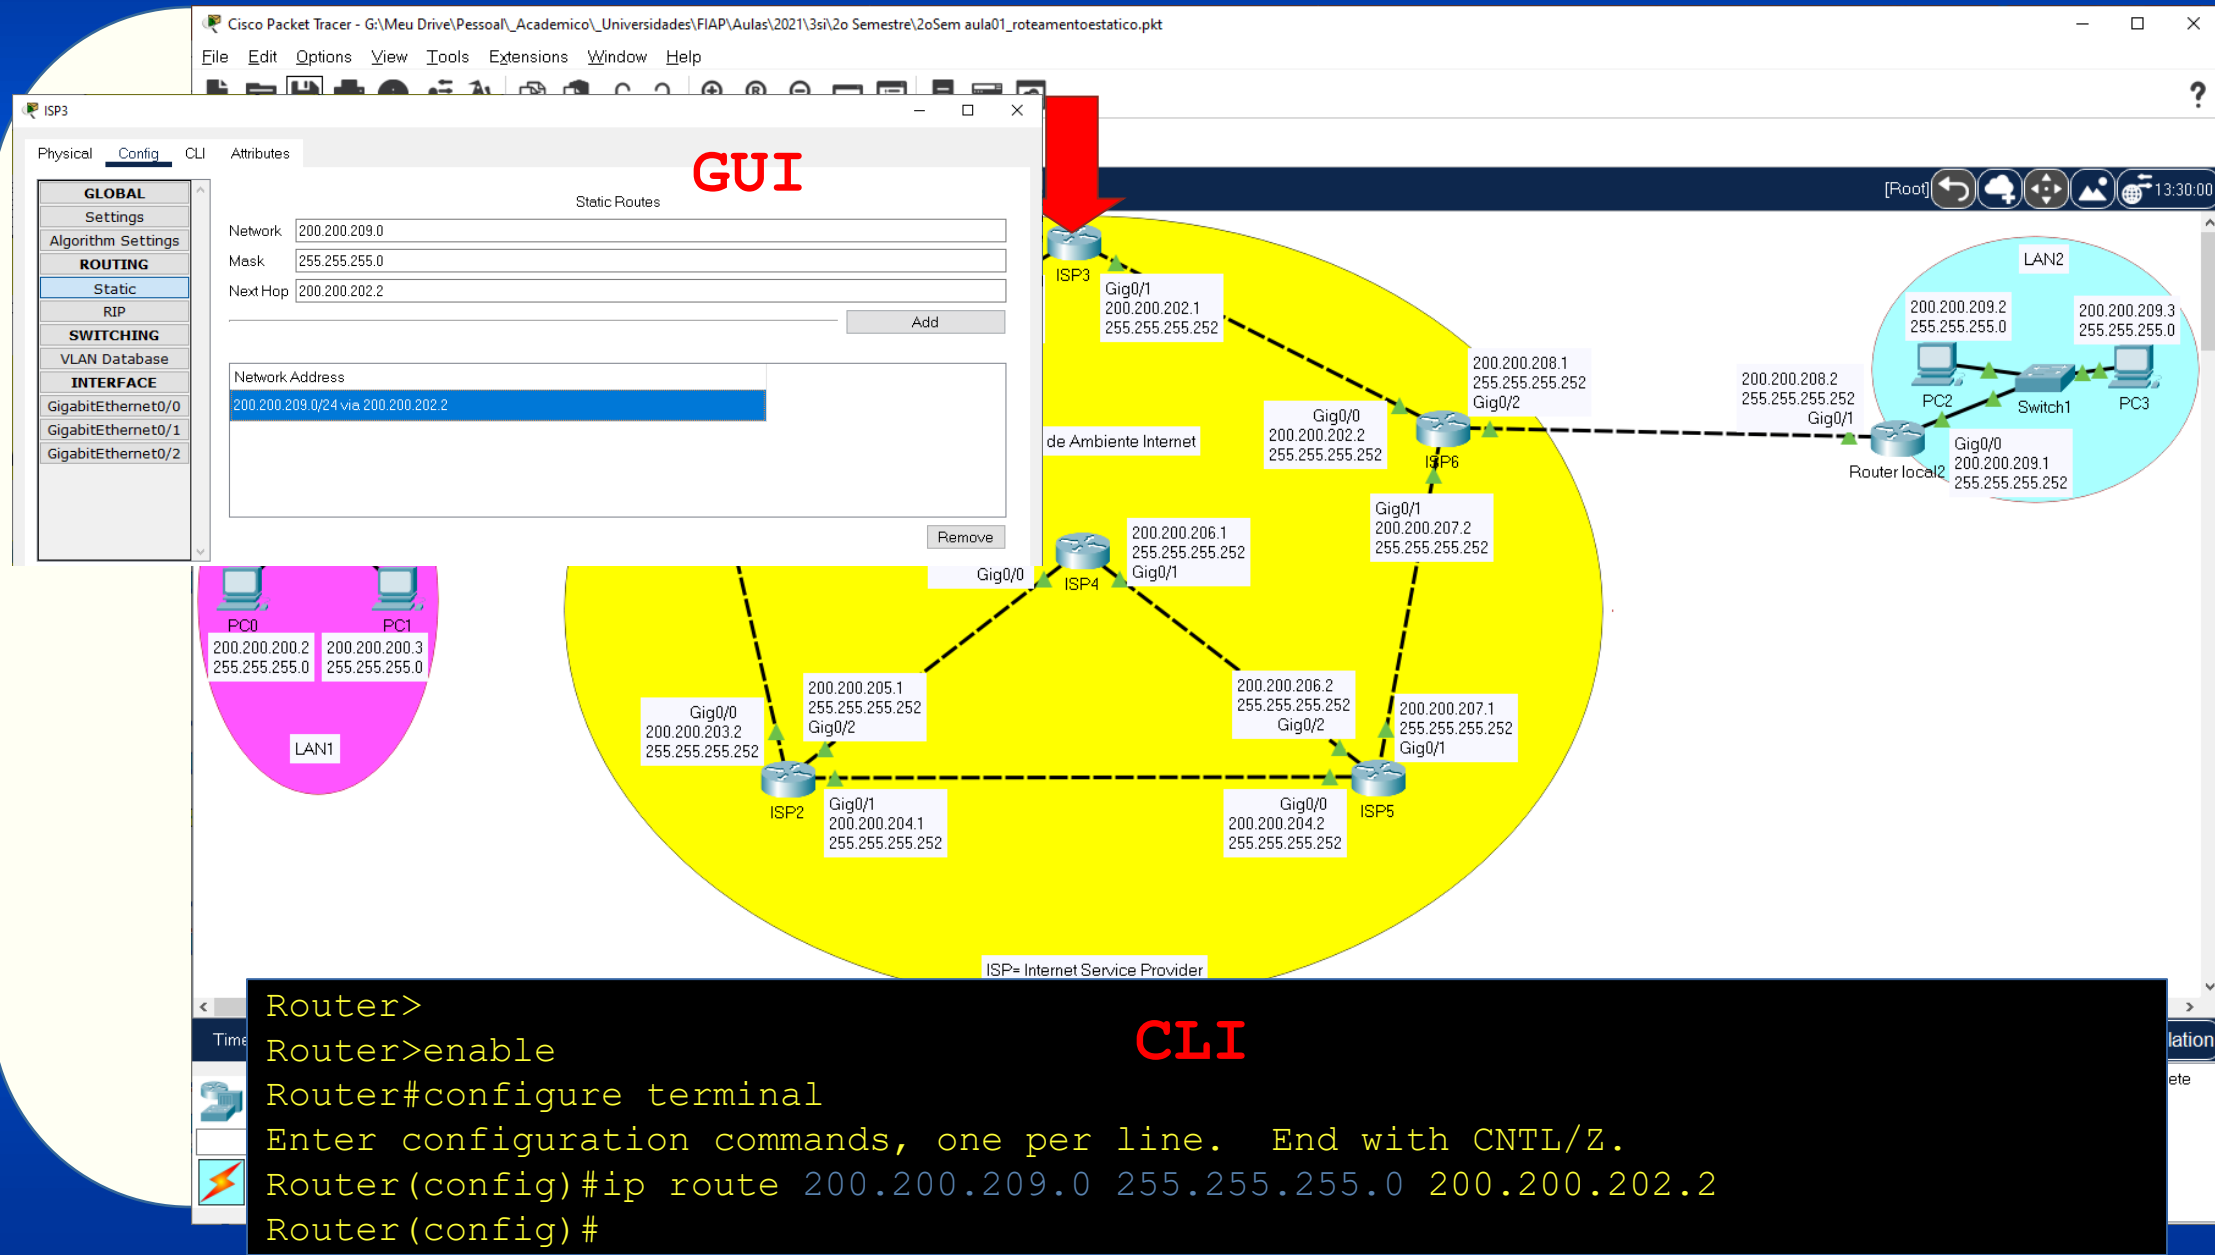 Cisco Packet Tracer - G:\Meu Drive\Pessoal\_Academico\_Universidades\FIAP\Aulas\2021\3si\2o Semestre\2oSem aula01_roteamentoestatico.pkt
File Edit Options View Tools Extensions Window Help
?
ISP3
Physical Config CLI Attributes
GUI
GLOBAL
Settings
Algorithm Settings
ROUTING
Static
RIP
SWITCHING
VLAN Database
INTERFACE
GigabitEthernet0/0
GigabitEthernet0/1
GigabitEthernet0/2
Static Routes
Network 200.200.209.0
Mask 255.255.255.0
Next Hop 200.200.202.2
Add
Network Address
200.200.209.0/24 via 200.200.202.2
Remove
[Root] 13:30:00
ISP3
Gig0/1
200.200.202.1
255.255.255.252
LAN2
200.200.209.2
255.255.255.0
200.200.209.3
255.255.255.0
PC2
Switch1
PC3
200.200.208.1
255.255.255.252
Gig0/2
200.200.208.2
255.255.255.252
Gig0/1
Gig0/0
200.200.202.2
255.255.255.252
de Ambiente Internet
ISP6
Router local2
Gig0/0
200.200.209.1
255.255.255.252
Gig0/1
200.200.207.2
255.255.255.252
200.200.206.1
255.255.255.252
Gig0/1
Gig0/0
ISP4
PC0
PC1
200.200.200.2
255.255.255.0
200.200.200.3
255.255.255.0
LAN1
Gig0/0
200.200.203.2
255.255.255.252
200.200.205.1
255.255.255.252
Gig0/2
200.200.206.2
255.255.255.252
Gig0/2
200.200.207.1
255.255.255.252
Gig0/1
ISP2
Gig0/1
200.200.204.1
255.255.255.252
Gig0/0
200.200.204.2
255.255.255.252
ISP5
ISP= Internet Service Provider
Time
lation
ete
CLI
Router>
Router>enable
Router#configure terminal
Enter configuration commands, one per line.  End with CNTL/Z.
Router(config)#ip route 200.200.209.0 255.255.255.0 200.200.202.2
Router(config)#